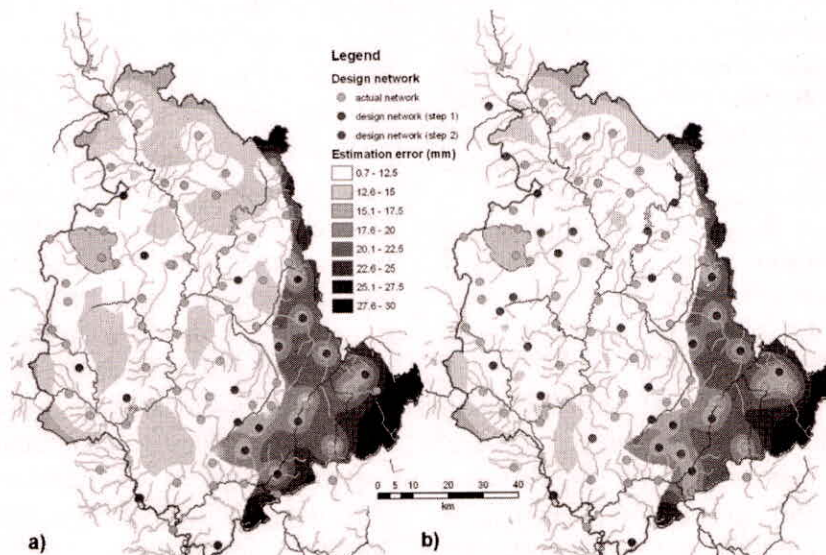 Legend
Design network
actual network
design network (step 1)
design network (step 2)
Estimation error (mm)
0.7 - 12.5
12.6 - 15
15.1 - 17.5
17.6 - 20
20.1 - 22.5
22.6 - 25
25.1 - 27.5
27.6 - 30
0 5 10 20 30 40
km
a)
b)